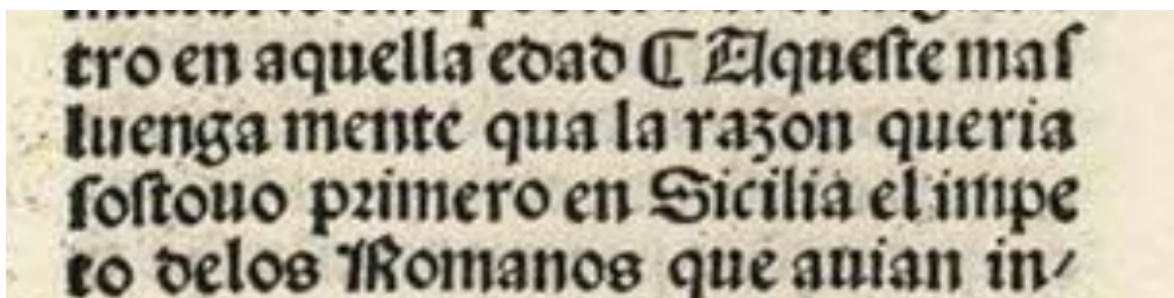 tro en aquella edad ¶ Aqueſte maſ
luenga mente qua la razon queria
ſoſtouo primero en Sicilia el impe
to delos Romanos que auian in/